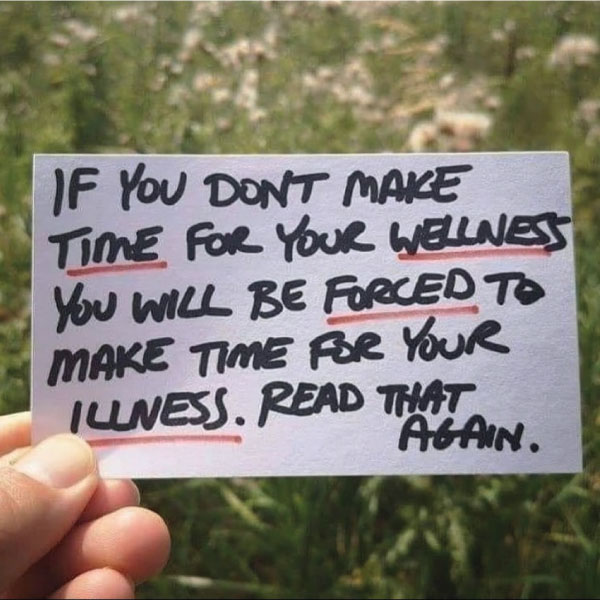 IF YOU DONT MAKE
TIME FOR YOUR WELLNESS
YOU WILL BE FORCED TO
MAKE TIME FOR YOUR
ILLNESS. READ THAT
AGAIN.